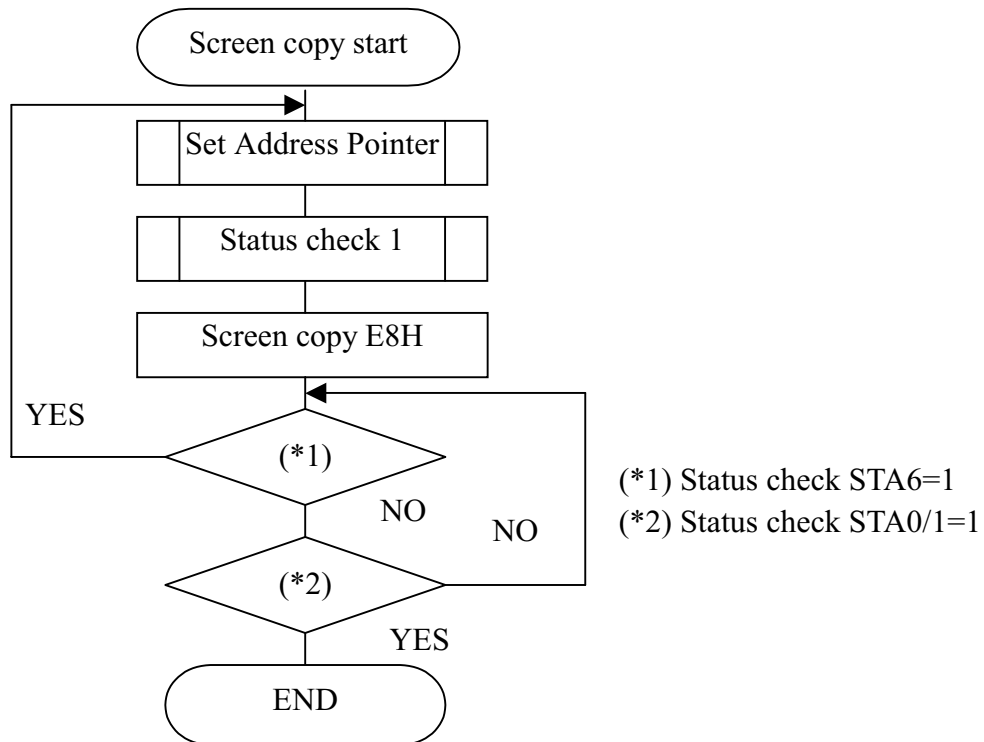 Screen copy start
Set Address Pointer
Status check 1
Screen copy E8H
YES
(*1)
NO
NO
(*1) Status check STA6=1
(*2) Status check STA0/1=1
(*2)
YES
END